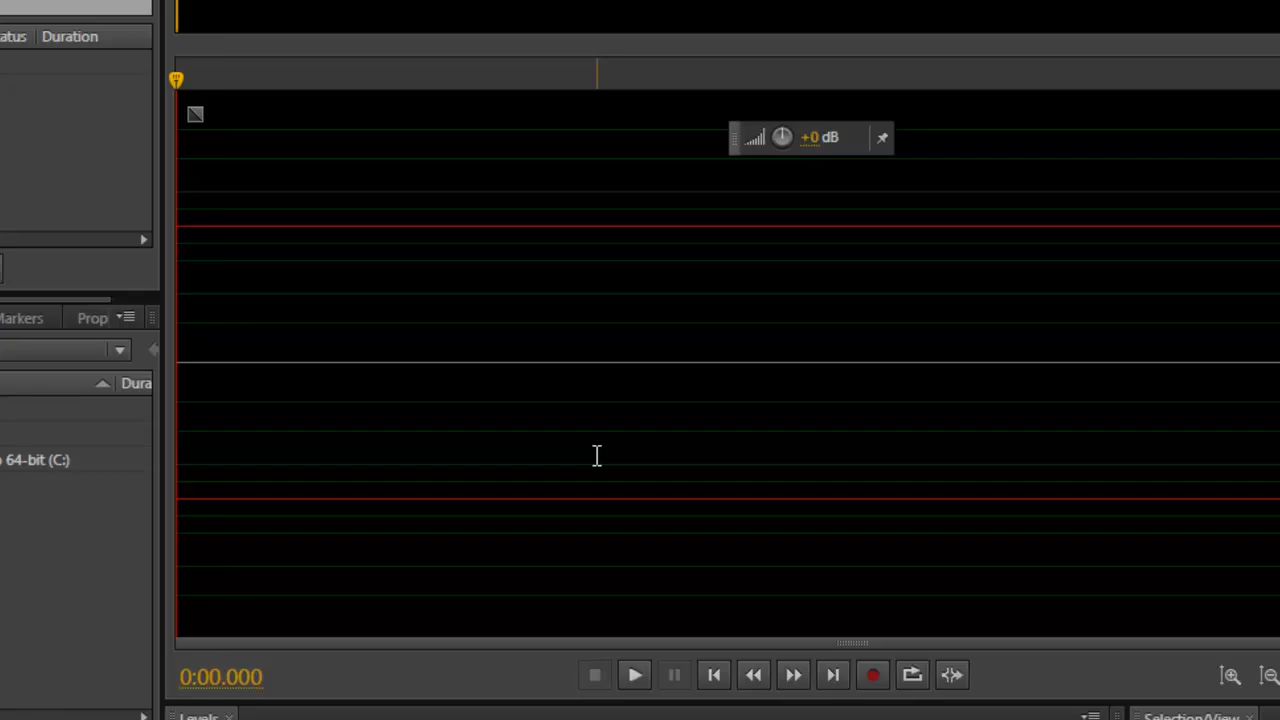 atus Duration
+0 dB
Markers Prop
Dura
64-bit (C:)
0:00.000
Levels
Selection/View